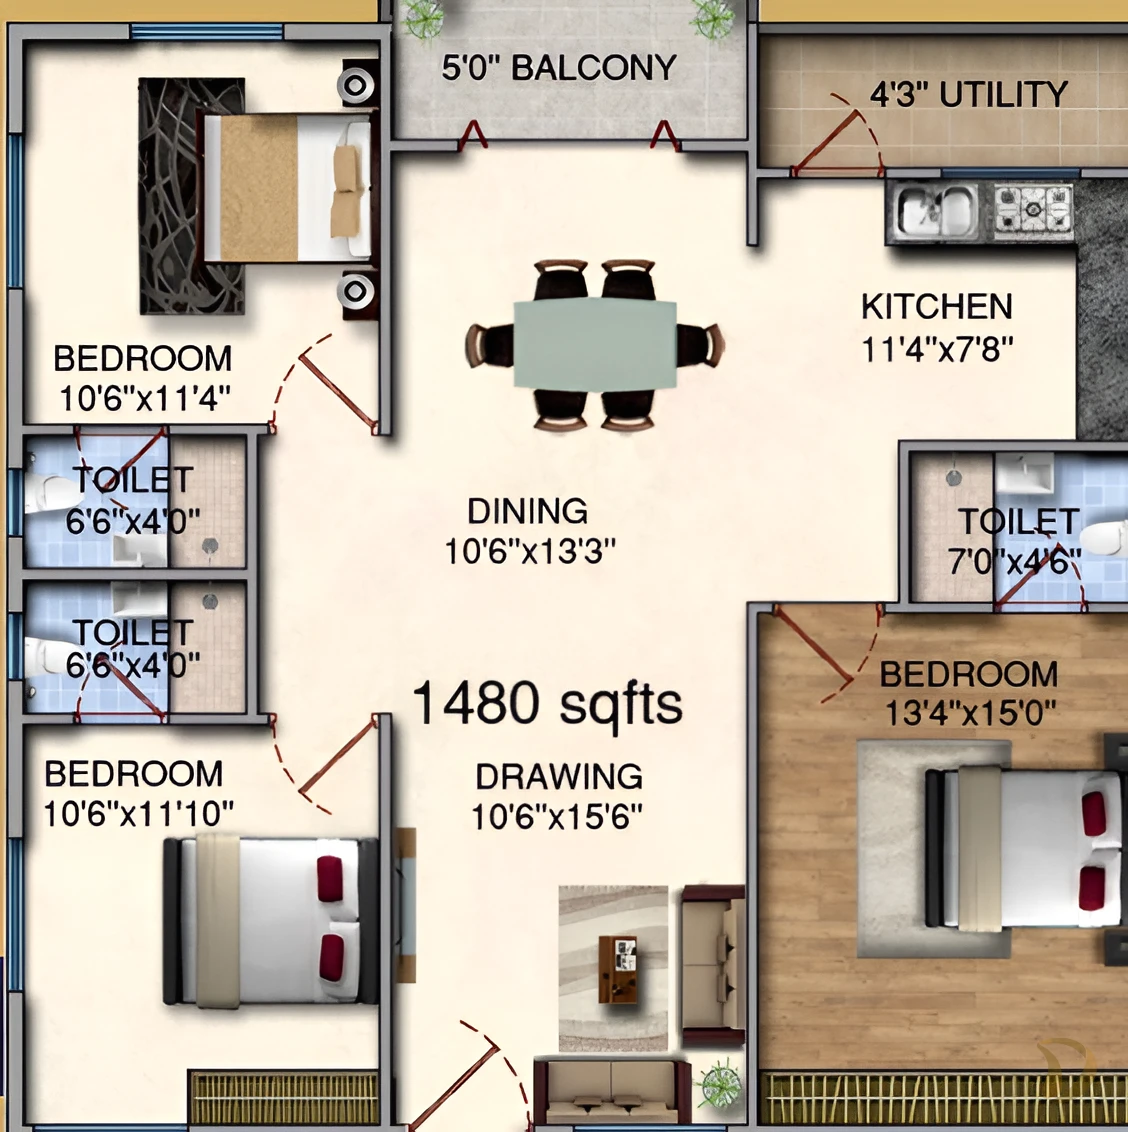 5'0" BALCONY
4'3" UTILITY
KITCHEN
11'4"x7'8"
BEDROOM
10'6"x11'4"
TOILET
6'6"x4'0"
DINING
10'6"x13'3"
TOILET
7'0"x4'6"
TOILET
6'6"x4'0"
1480 sqfts
BEDROOM
13'4"x15'0"
BEDROOM
10'6"x11'10"
DRAWING
10'6"x15'6"